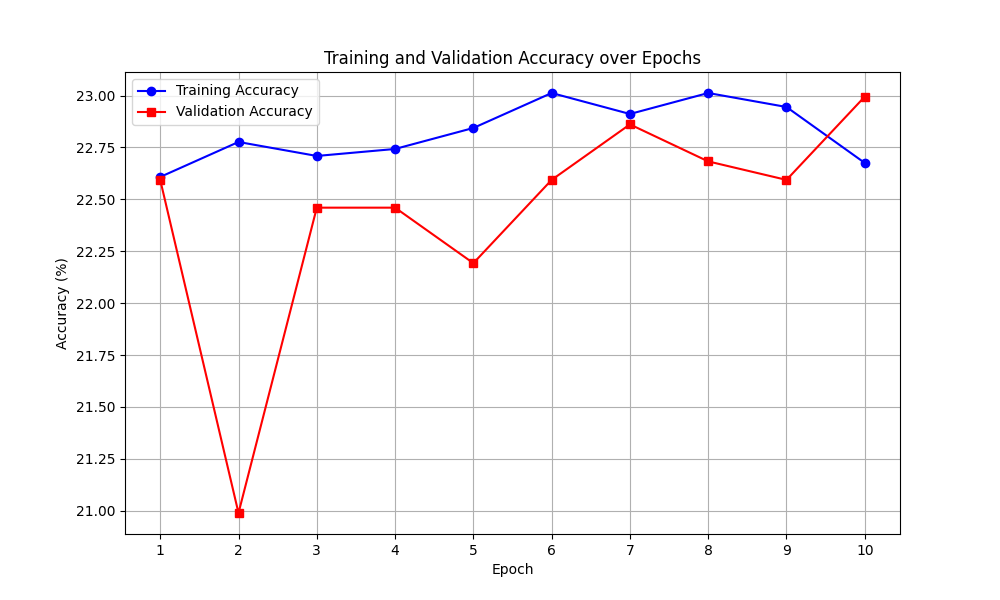 Training and Validation Accuracy over Epochs
Training Accuracy
Validation Accuracy
Accuracy (%)
23.00
22.75
22.50
22.25
22.00
21.75
21.50
21.25
21.00
1 2 3 4 5 6 7 8 9 10
Epoch